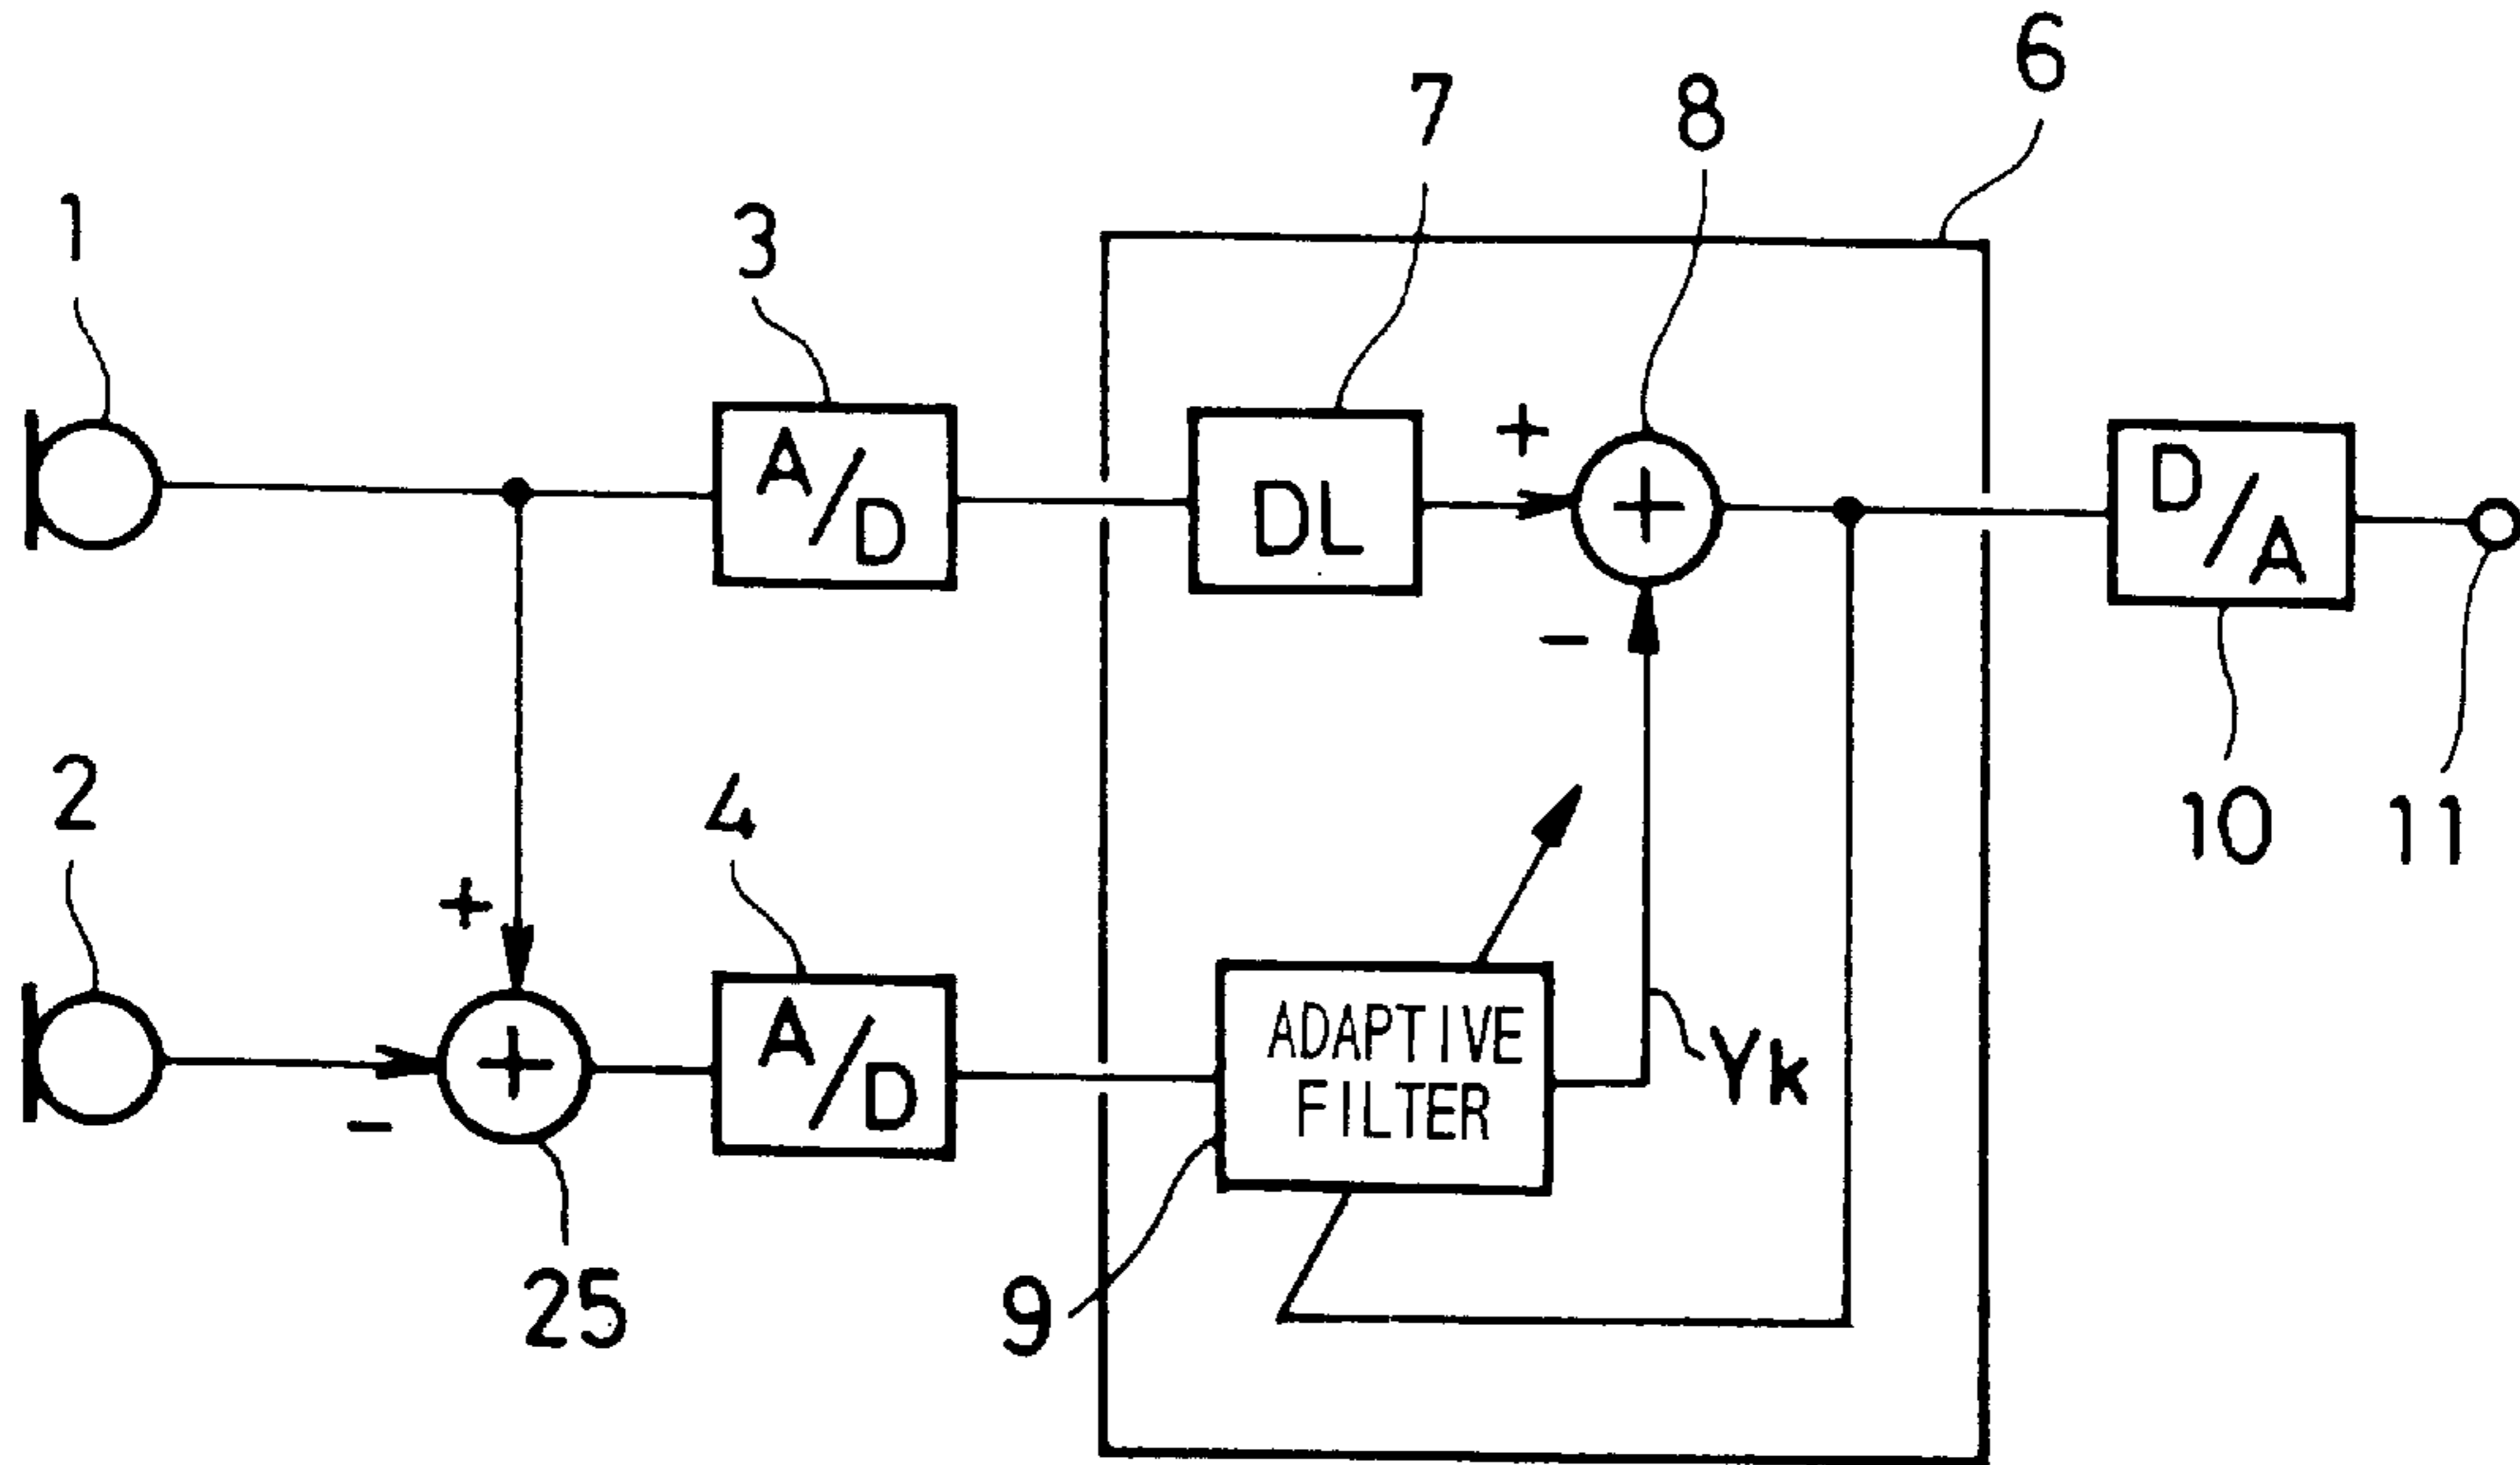 6
7
8
1
3
A/D
DL
+
+
D/A
-
2
4
10
11
+
+
A/D
ADAPTIVE
FILTER
Yk
-
25
9